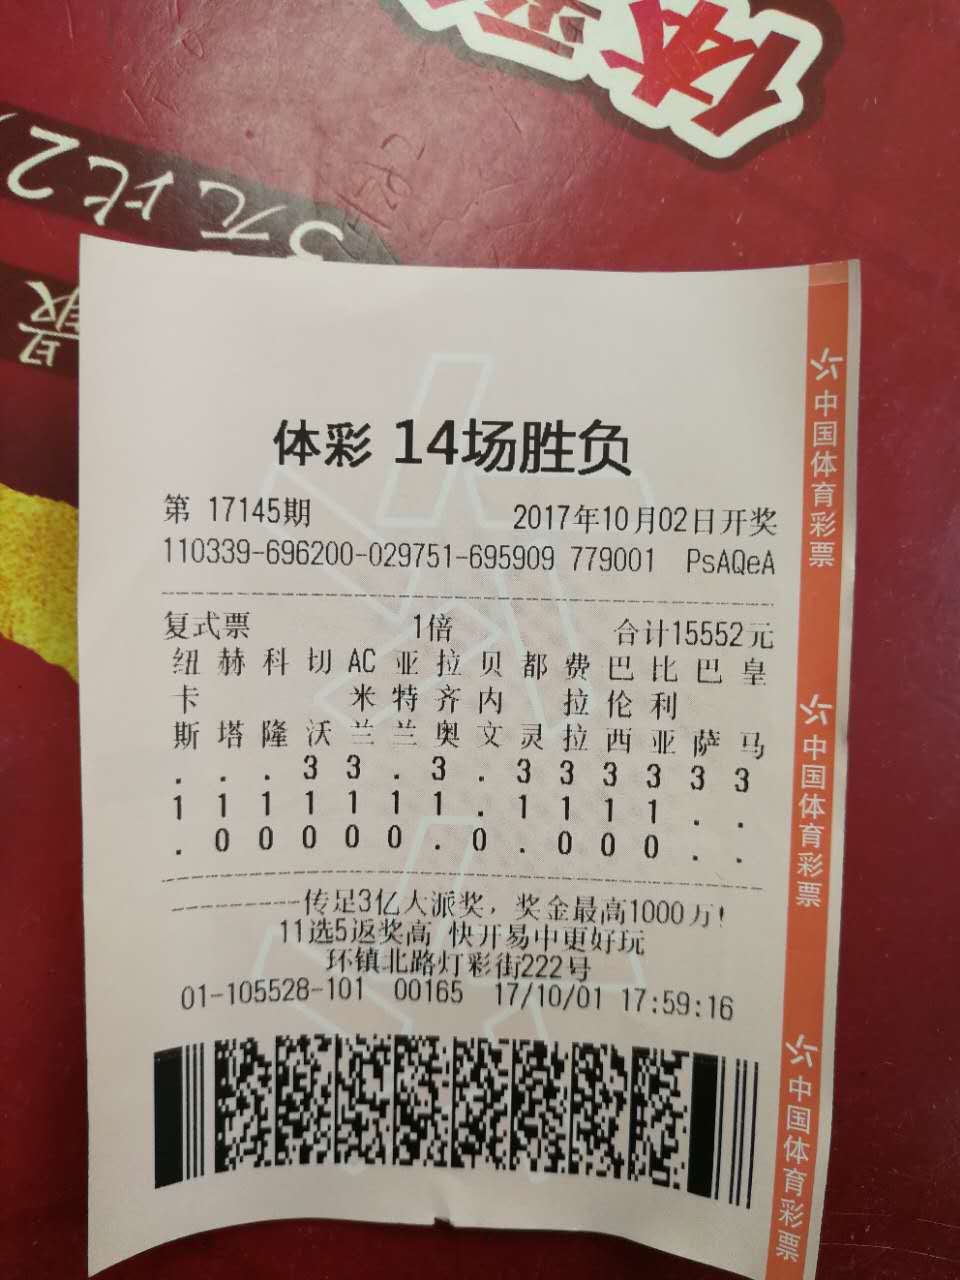 体彩
3元 比2
最
体彩 14场胜负
第 17145期 2017年10月02日开奖
110339-696200-029751-695909 779001 PsAQeA
复式票 1倍 合计15552元
纽 赫 科 切 AC 亚 拉 贝 都 费 巴 比 巴 皇
卡 米 特 齐 内 拉 伦 利
斯 塔 隆 沃 兰 兰 奥 文 灵 拉 西 亚 萨 马
. . . 3 3 . 3 . 3 3 3 3 3 3
1 1 1 1 1 1 1 . 1 1 1 1 . .
. 0 0 0 0 0 . 0 . 0 0 0 . .
传足3亿大派奖，奖金最高1000万!
11选5返奖高 快开易中更好玩
环镇北路灯彩街222号
01-105528-101 00165 17/10/01 17:59:16
中国体育彩票
中国体育彩票
中国体育彩票